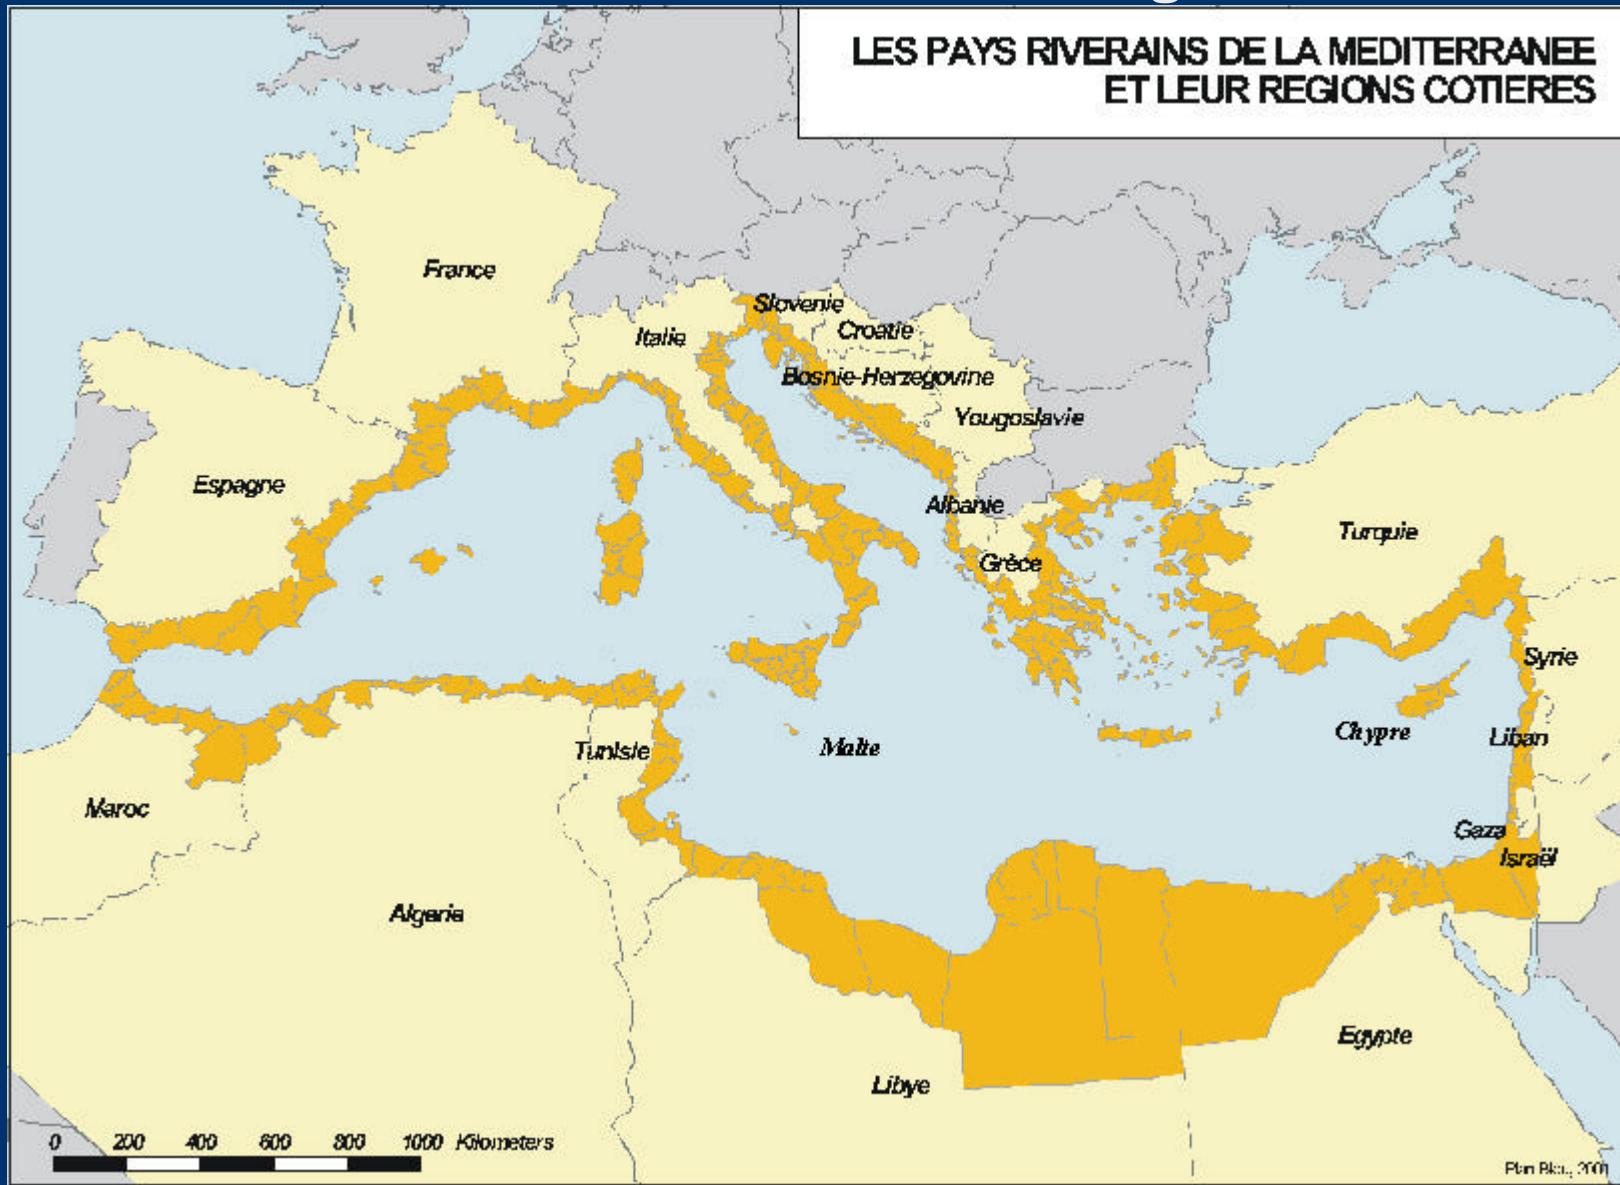 LES PAYS RIVERAINS DE LA MEDITERRANEE
ET LEUR REGIONS COTIERES
France
Slovenie
Croatie
Italie
Bosnie-Herzegovine
Yougoslavie
Espagne
Albanie
Turquie
Grèce
Syrie
Chypre
Liban
Malte
Tunisie
Maroc
Gaza
Israël
Algeria
Egypte
Libye
0 200 400 600 800 1000 Kilometers
Plan Bleu, 2001